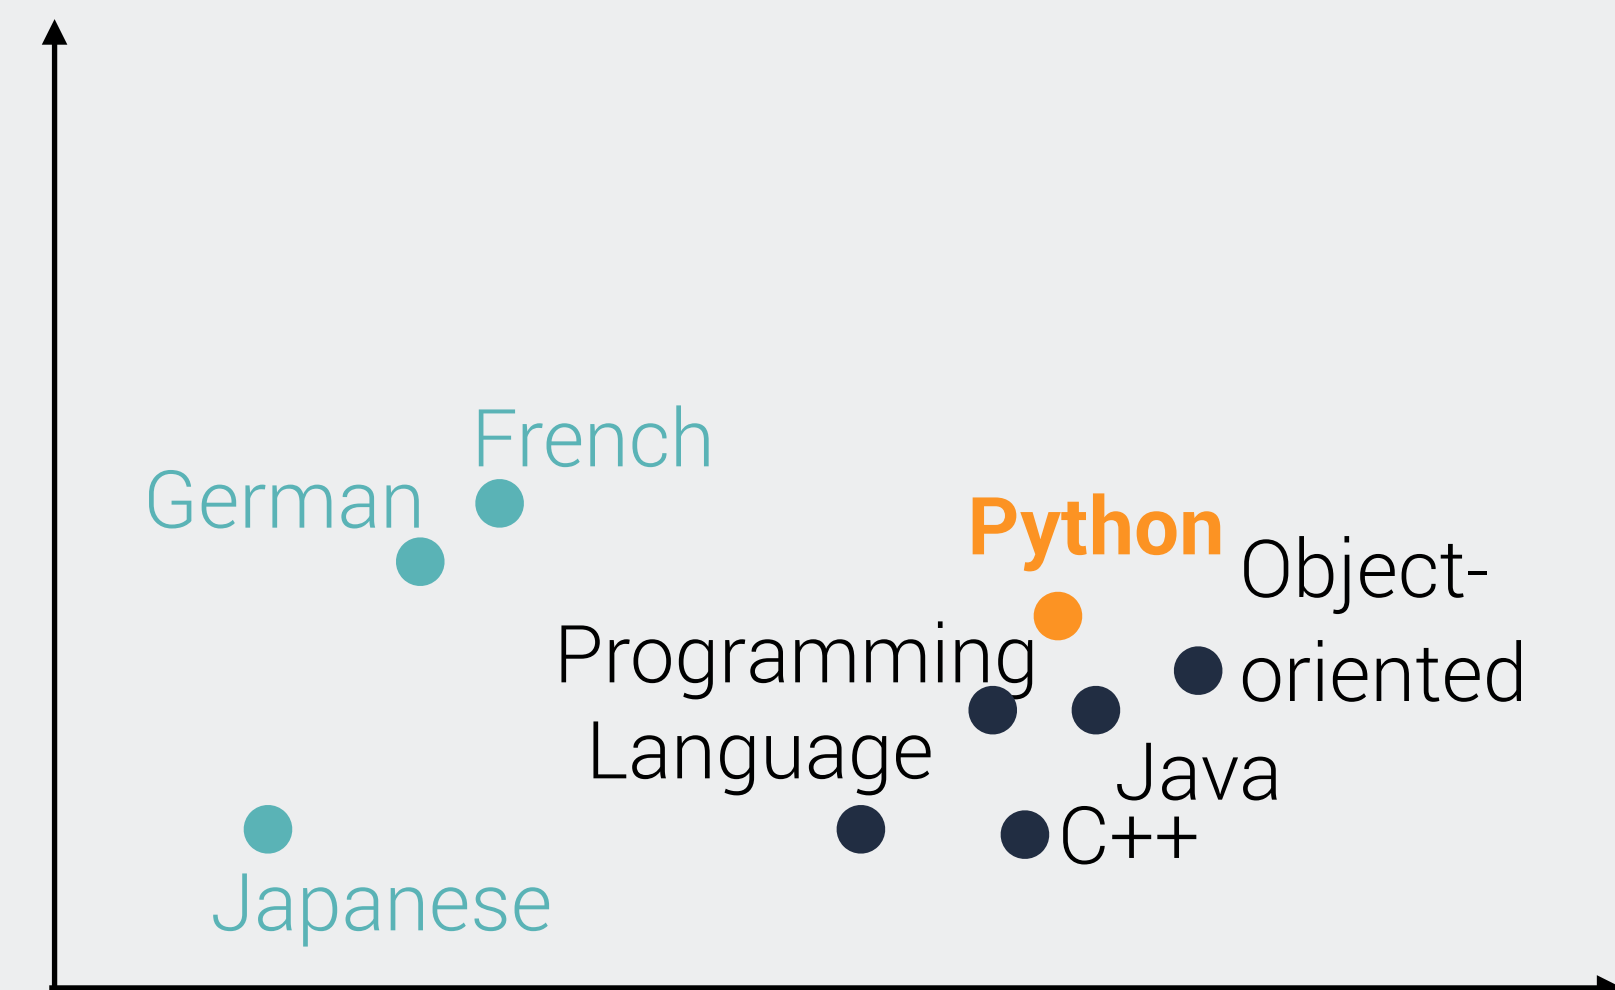 French
German
Python
Object-
oriented
Programming
Language
Java
C++
Japanese